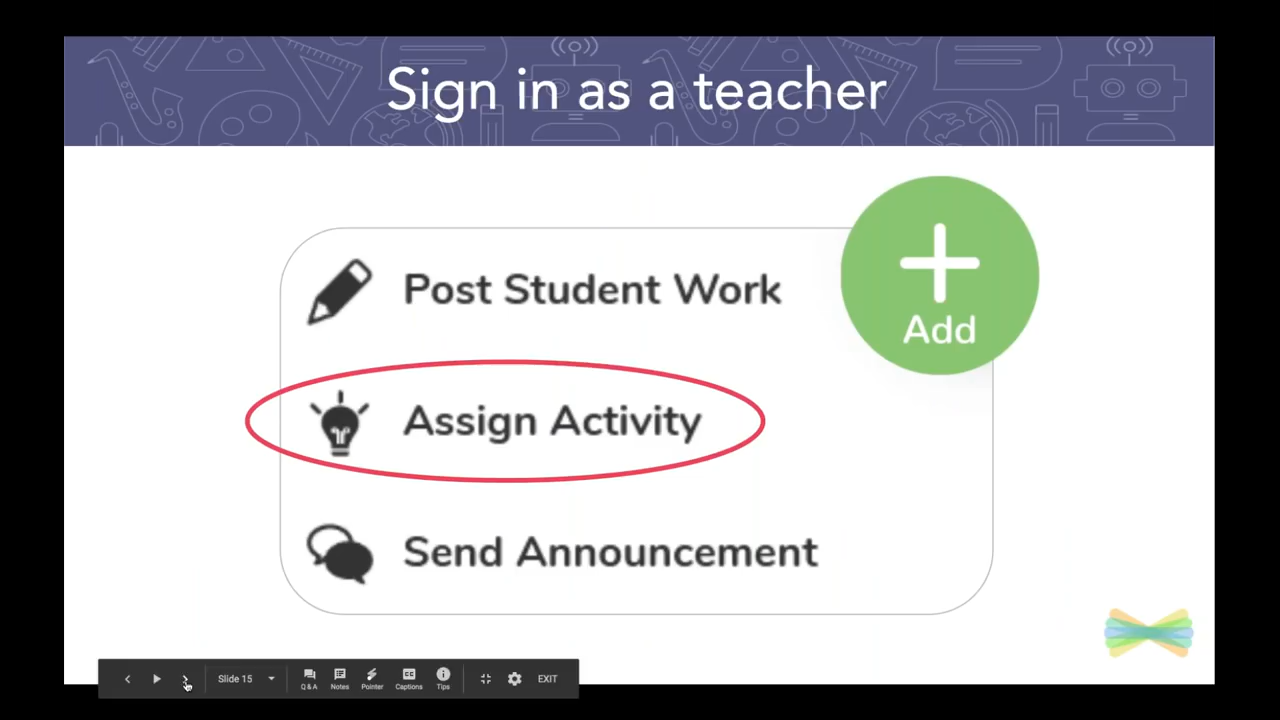 Sign in as a teacher
Post Student Work
Add
Assign Activity
Send Announcement
Slide 15
Q & A
Notes
Pointer
CC
Captions
Tips
EXIT